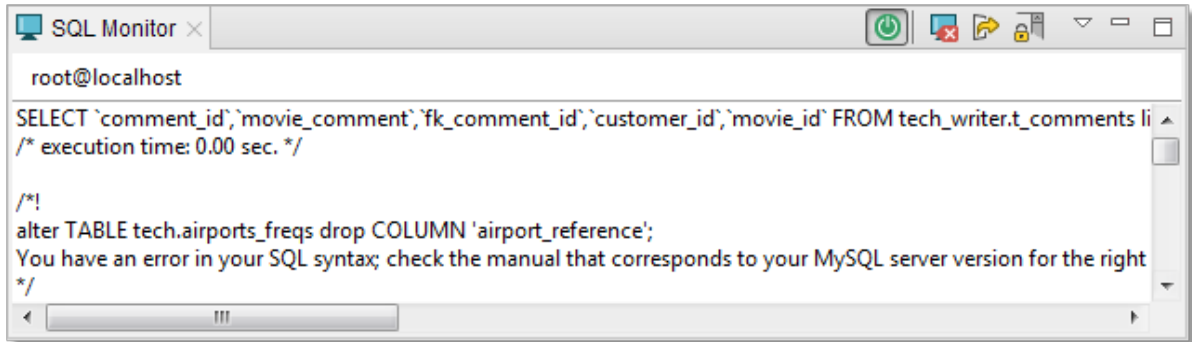 SQL Monitor
root@localhost
SELECT `comment_id`,`movie_comment`,`fk_comment_id`,`customer_id`,`movie_id` FROM tech_writer.t_comments li
/* execution time: 0.00 sec. */
/*!
alter TABLE tech.airports_freqs drop COLUMN 'airport_reference';
You have an error in your SQL syntax; check the manual that corresponds to your MySQL server version for the right
*/